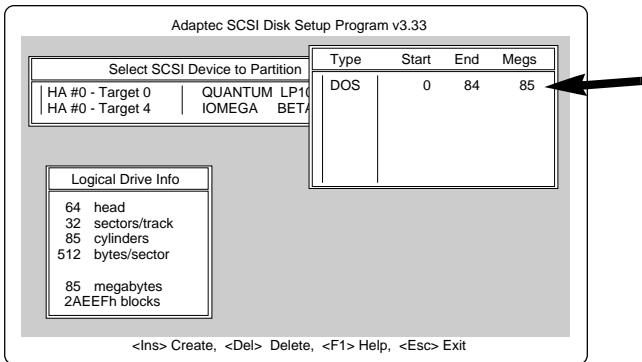 Adaptec SCSI Disk Setup Program v3.33
Select SCSI Device to Partition
HA #0 - Target 0 QUANTUM LP10
HA #0 - Target 4 IOMEGA BETA
Type Start End Megs
DOS 0 84 85
Logical Drive Info
64 head
32 sectors/track
85 cylinders
512 bytes/sector
85 megabytes
2AEEFh blocks
<Ins> Create, <Del> Delete, <F1> Help, <Esc> Exit